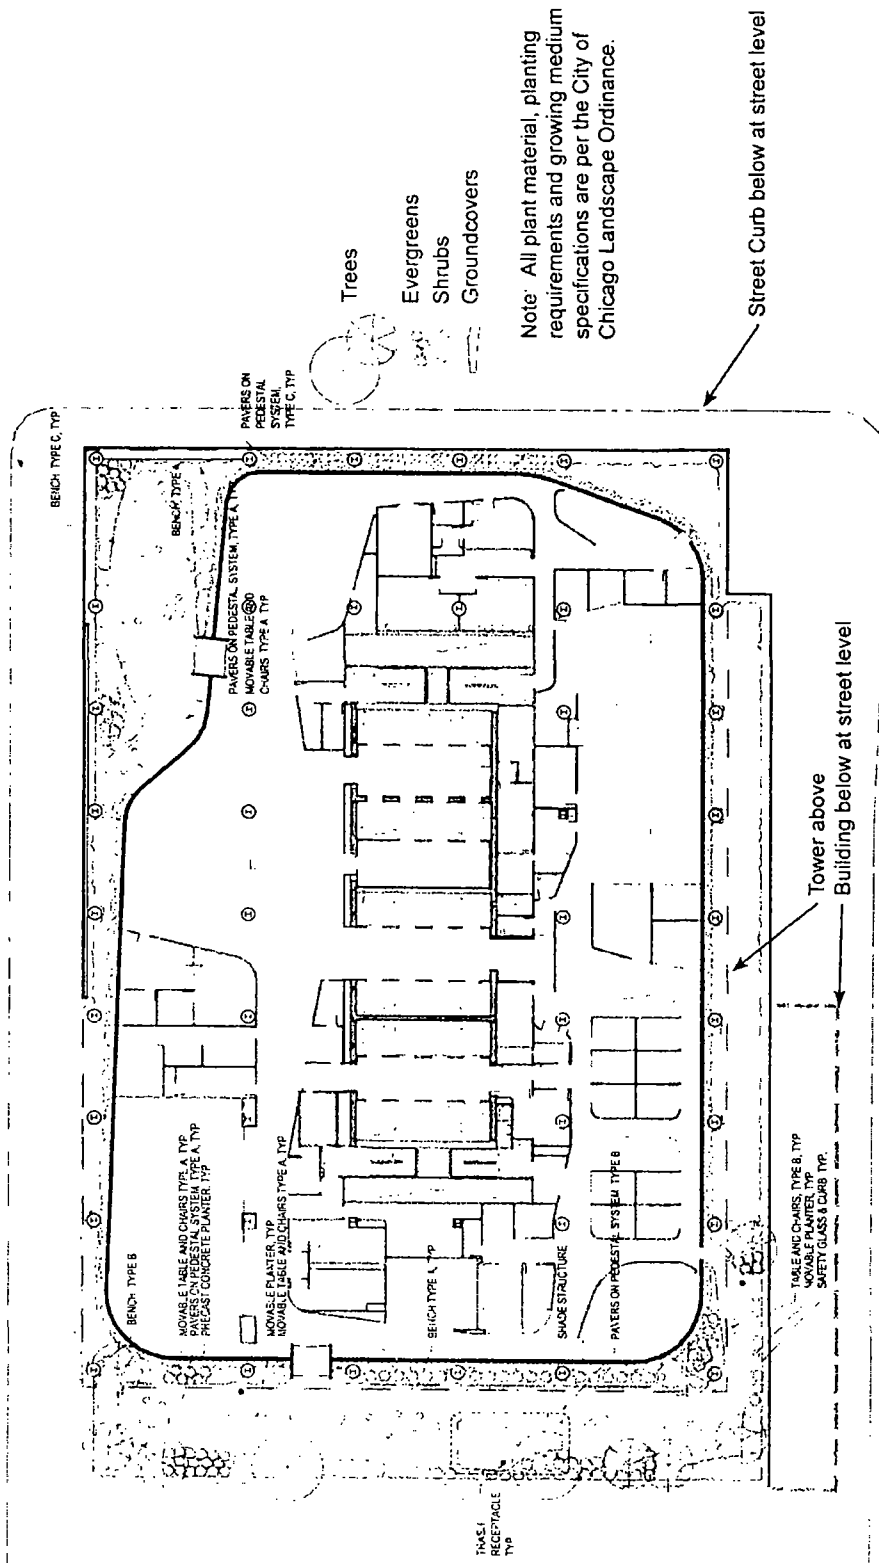 Trees
Evergreens
Shrubs
Groundcovers
Note: All plant material, planting
requirements and growing medium
specifications are per the City of
Chicago Landscape Ordinance.
Street Curb below at street level
Tower above
Building below at street level
BENCH TYPE C, TYP
PAVERS ON
PEDESTAL
SYSTEM,
TYPE C, TYP
BENCH TYPE A
PAVERS ON PEDESTAL SYSTEM, TYPE A, TYP
MOVABLE TABLE AND
CHAIRS TYPE A TYP
BENCH TYPE B
MOVABLE TABLE AND CHAIRS TYPE A, TYP
PAVERS ON PEDESTAL SYSTEM, TYPE A, TYP
PRECAST CONCRETE PLANTER, TYP
MOVABLE PLANTER, TYP
MOVABLE TABLE AND CHAIRS TYPE A, TYP
BENCH TYPE A, TYP
SHADE STRUCTURE
PAVERS ON PEDESTAL SYSTEM TYPE B
TABLE AND CHAIRS, TYPE B, TYP
MOVABLE PLANTER, TYP
SAFETY GLASS & CURB TYP.
TRASH
RECEPTACLE
TYP